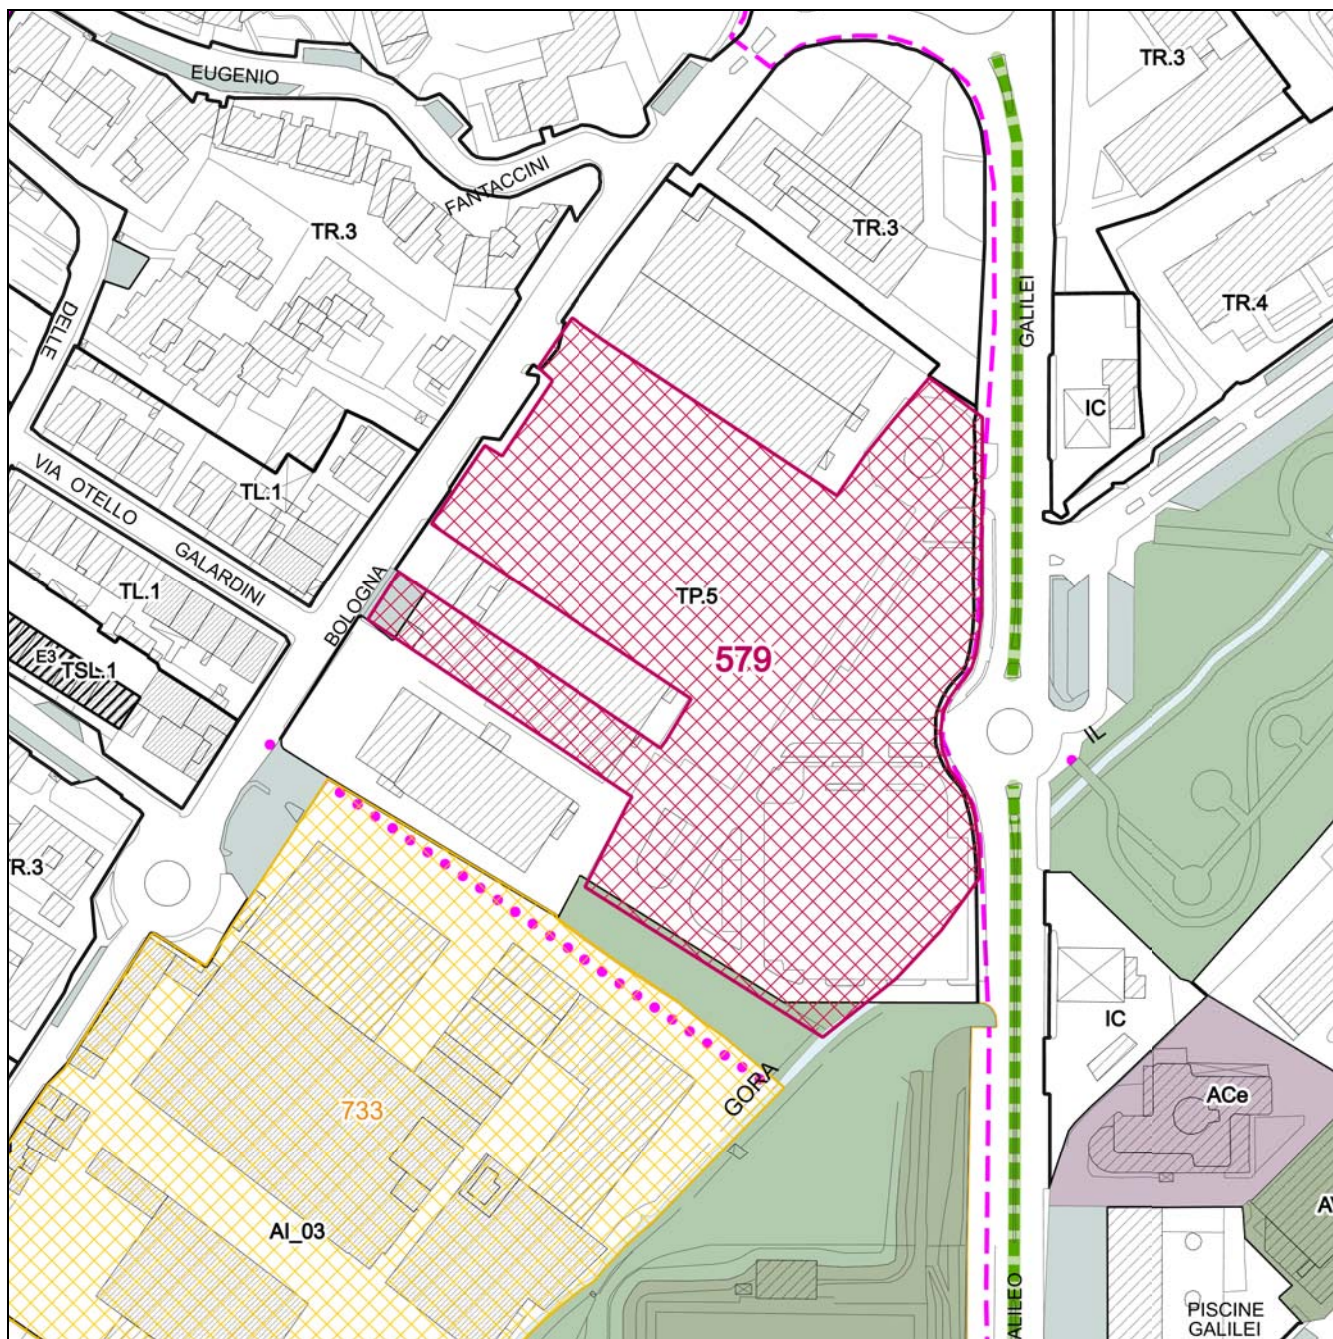 EUGENIO
FANTACCINI
TR.3
TR.3
TR.3
GALILEI
TR.4
DELLE
IC
VIA OTELLO
GALARDINI
TL.1
TL.1
BOLOGNA
TP.5
579
E3
TSL.1
IL
R.3
IC
GORA
ACe
733
AI_03
ALILEO
PISCINE
GALILEI